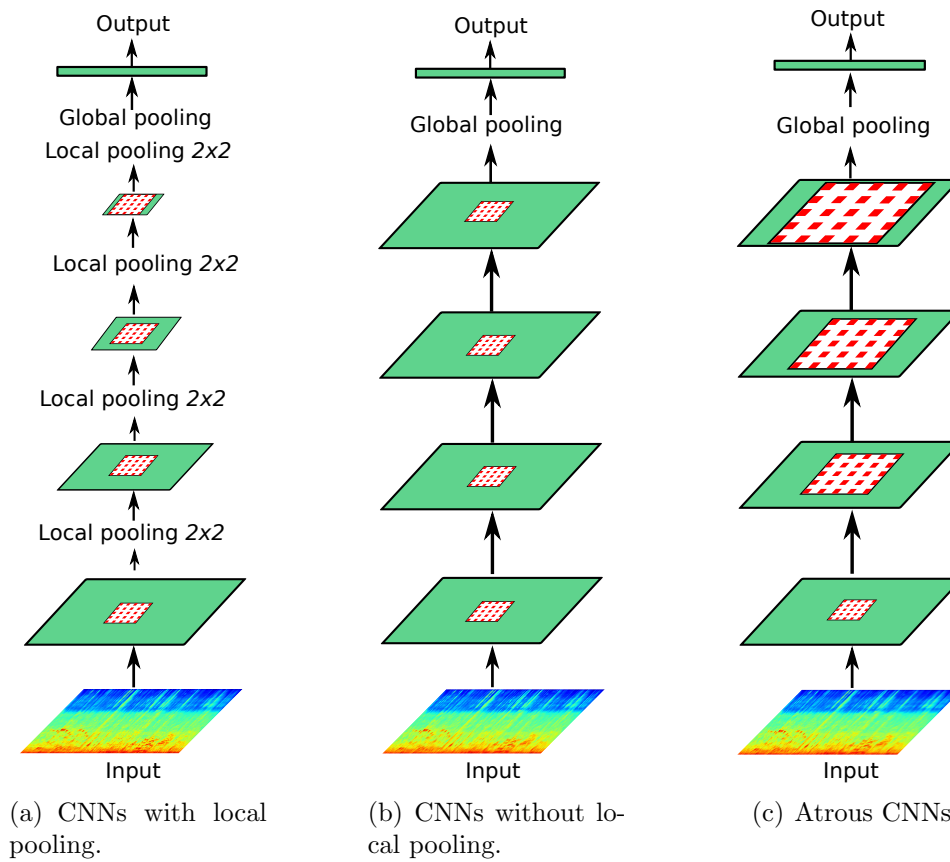 Output
Global pooling
Local pooling 2x2
Local pooling 2x2
Local pooling 2x2
Local pooling 2x2
Input
(a) CNNs with local
pooling.
Output
Global pooling
Input
(b) CNNs without lo-
cal pooling.
Output
Global pooling
Input
(c) Atrous CNNs